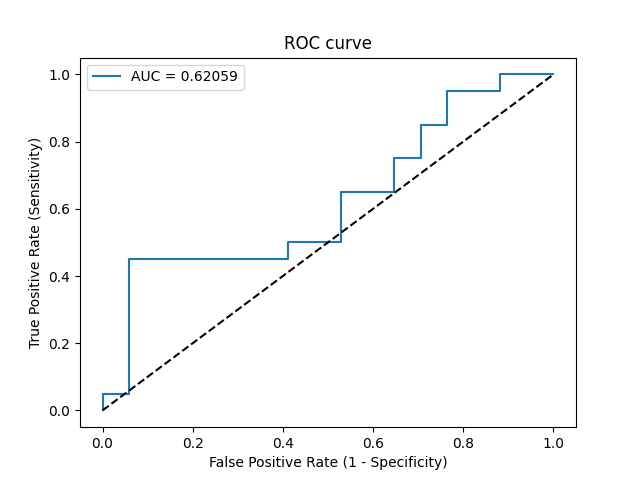 ROC curve
AUC = 0.62059
True Positive Rate (Sensitivity)
1.0
0.8
0.6
0.4
0.2
0.0
0.0 0.2 0.4 0.6 0.8 1.0
False Positive Rate (1 - Specificity)